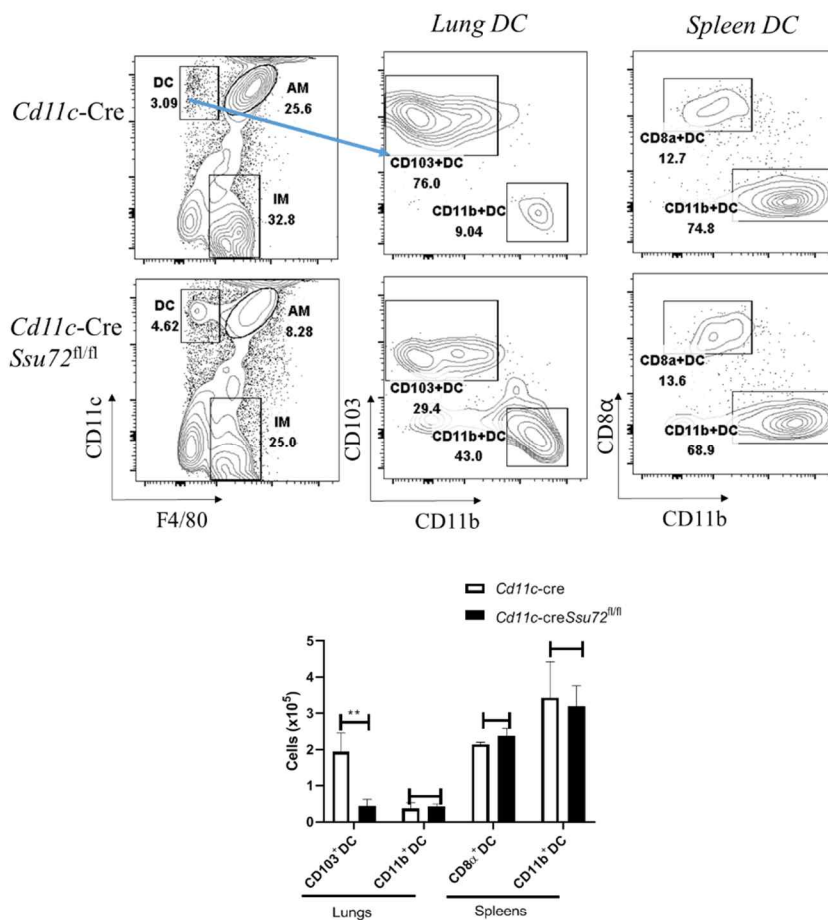 Lung DC
Spleen DC
Cd11c-Cre
DC
3.09
AM
25.6
IM
32.8
CD103+DC
76.0
CD11b+DC
9.04
CD8a+DC
12.7
CD11b+DC
74.8
Cd11c-Cre
Ssu72fl/fl
DC
4.62
AM
8.28
IM
25.0
CD103+DC
29.4
CD11b+DC
43.0
CD8a+DC
13.6
CD11b+DC
68.9
CD11c
F4/80
CD103
CD11b
CD8α
CD11b
Cd11c-cre
Cd11c-creSsu72fl/fl
Cells (x10⁵)
5
4
3
2
1
0
**
CD103⁺DC
CD11b⁺DC
CD8α⁺DC
CD11b⁺DC
Lungs
Spleens